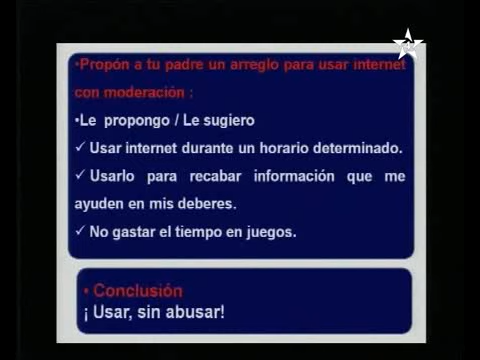 •Propón a tu padre un arreglo para usar internet
con moderación :
•Le propongo / Le sugiero
✓ Usar internet durante un horario determinado.
✓ Usarlo para recabar información que me
ayuden en mis deberes.
✓ No gastar el tiempo en juegos.
• Conclusión
¡ Usar, sin abusar!